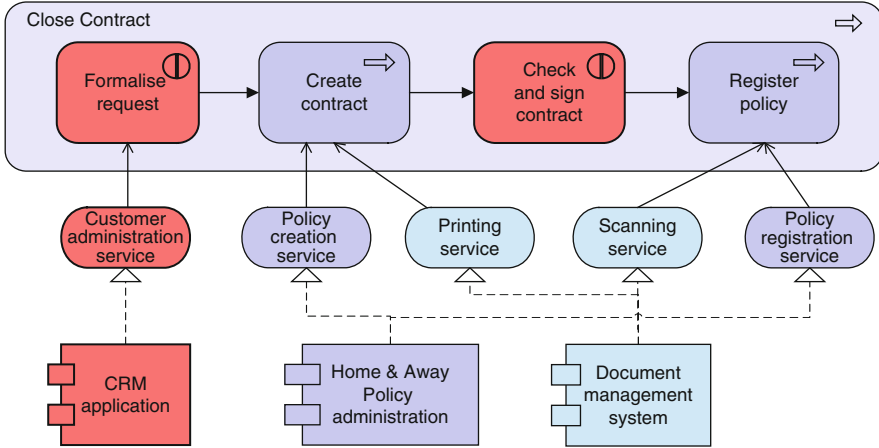 Close Contract
Formalise
request
Create
contract
Check
and sign
contract
Register
policy
Customer
administration
service
Policy
creation
service
Printing
service
Scanning
service
Policy
registration
service
CRM
application
Home & Away
Policy
administration
Document
management
system